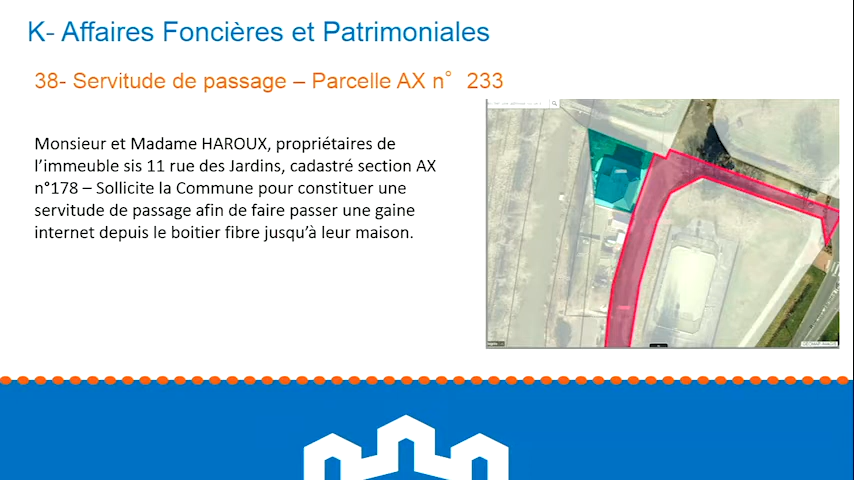 K- Affaires Foncières et Patrimoniales
38- Servitude de passage – Parcelle AX n° 233
Monsieur et Madame HAROUX, propriétaires de
l’immeuble sis 11 rue des Jardins, cadastré section AX
n°178 – Sollicite la Commune pour constituer une
servitude de passage afin de faire passer une gaine
internet depuis le boitier fibre jusqu’à leur maison.